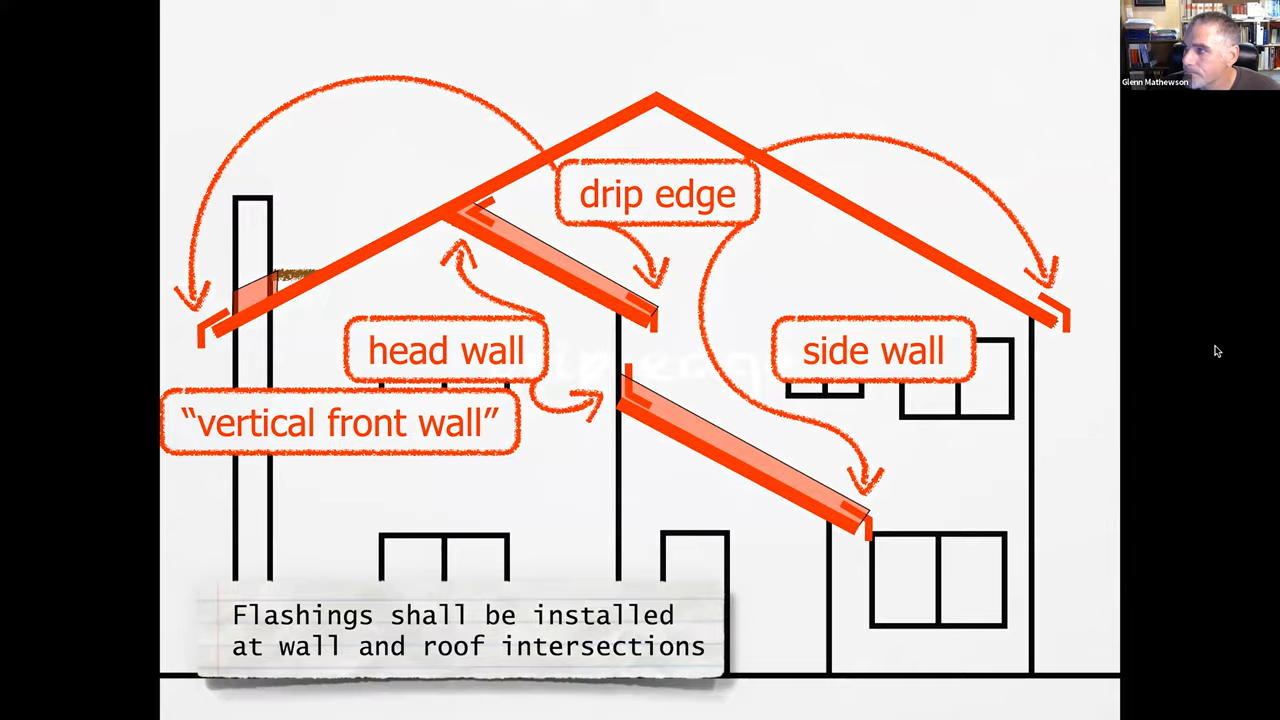 Glenn Mathewson
drip edge
head wall
side wall
“vertical front wall”
Flashings shall be installed
at wall and roof intersections